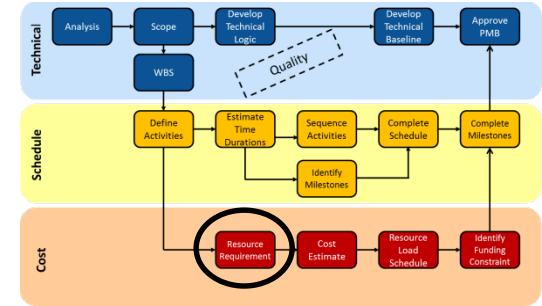 Technical
Analysis
Scope
Develop
Technical
Logic
Develop
Technical
Baseline
Approve
PMB
WBS
Quality
Schedule
Define
Activities
Estimate
Time
Durations
Sequence
Activities
Complete
Schedule
Complete
Milestones
Identify
Milestones
Cost
Resource
Requirement
Cost
Estimate
Resource
Load
Schedule
Identify
Funding
Constraint